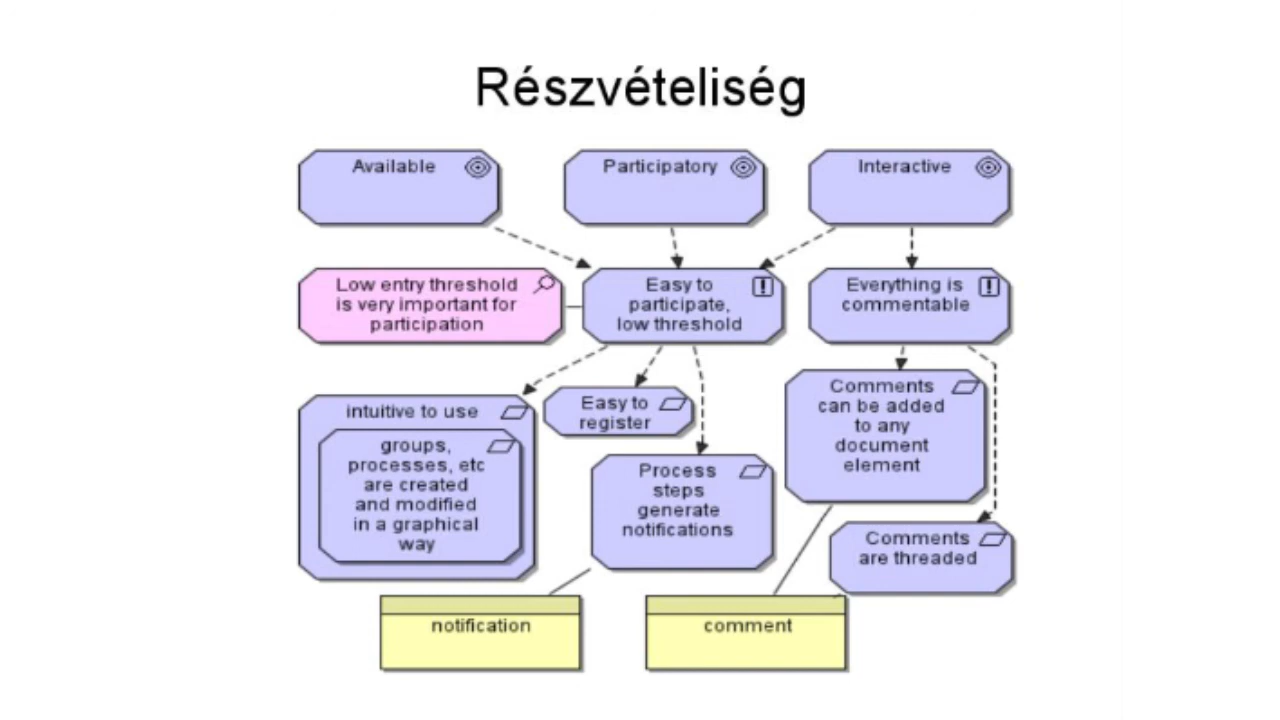 Részvételiség
Available
Participatory
Interactive
Low entry threshold
is very important for
participation
Easy to
participate,
low threshold
Everything is
commentable
intuitive to use
groups,
processes, etc
are created
and modified
in a graphical
way
Easy to
register
Process
steps
generate
notifications
Comments
can be added
to any
document
element
Comments
are threaded
notification
comment